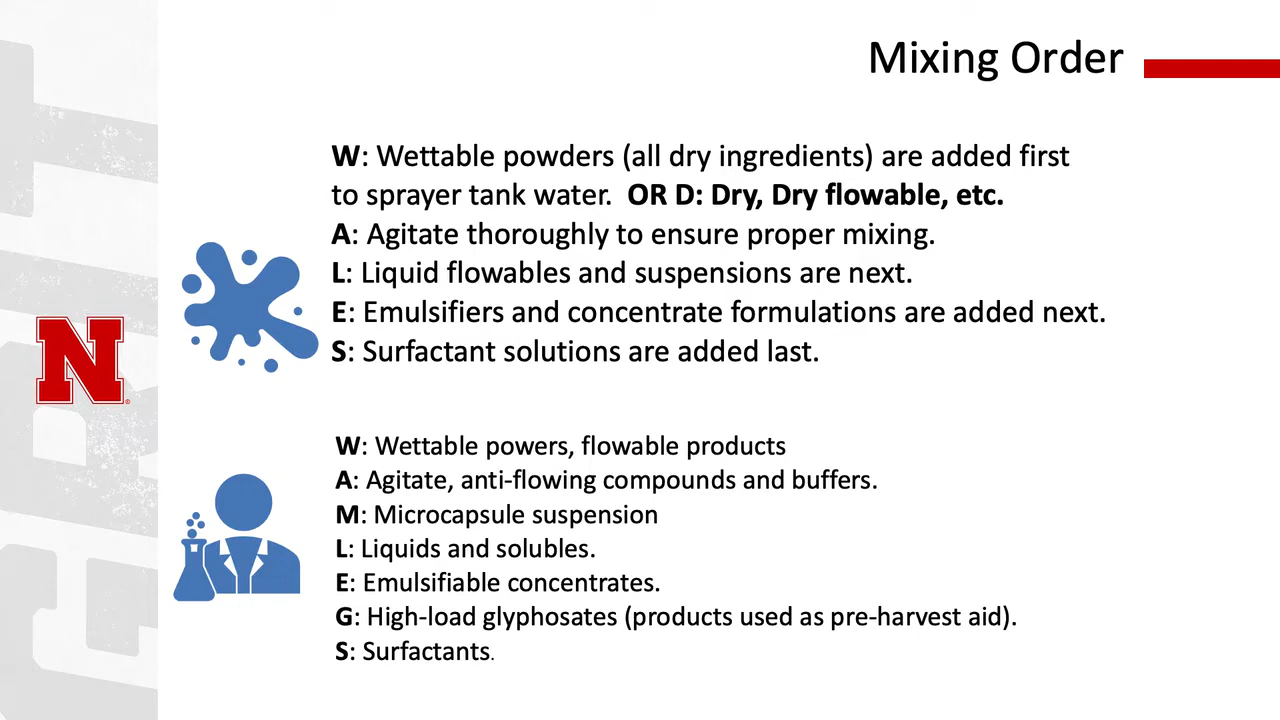 Mixing Order
W: Wettable powders (all dry ingredients) are added first
to sprayer tank water. OR D: Dry, Dry flowable, etc.
A: Agitate thoroughly to ensure proper mixing.
L: Liquid flowables and suspensions are next.
E: Emulsifiers and concentrate formulations are added next.
S: Surfactant solutions are added last.
N®
W: Wettable powers, flowable products
A: Agitate, anti-flowing compounds and buffers.
M: Microcapsule suspension
L: Liquids and solubles.
E: Emulsifiable concentrates.
G: High-load glyphosates (products used as pre-harvest aid).
S: Surfactants.